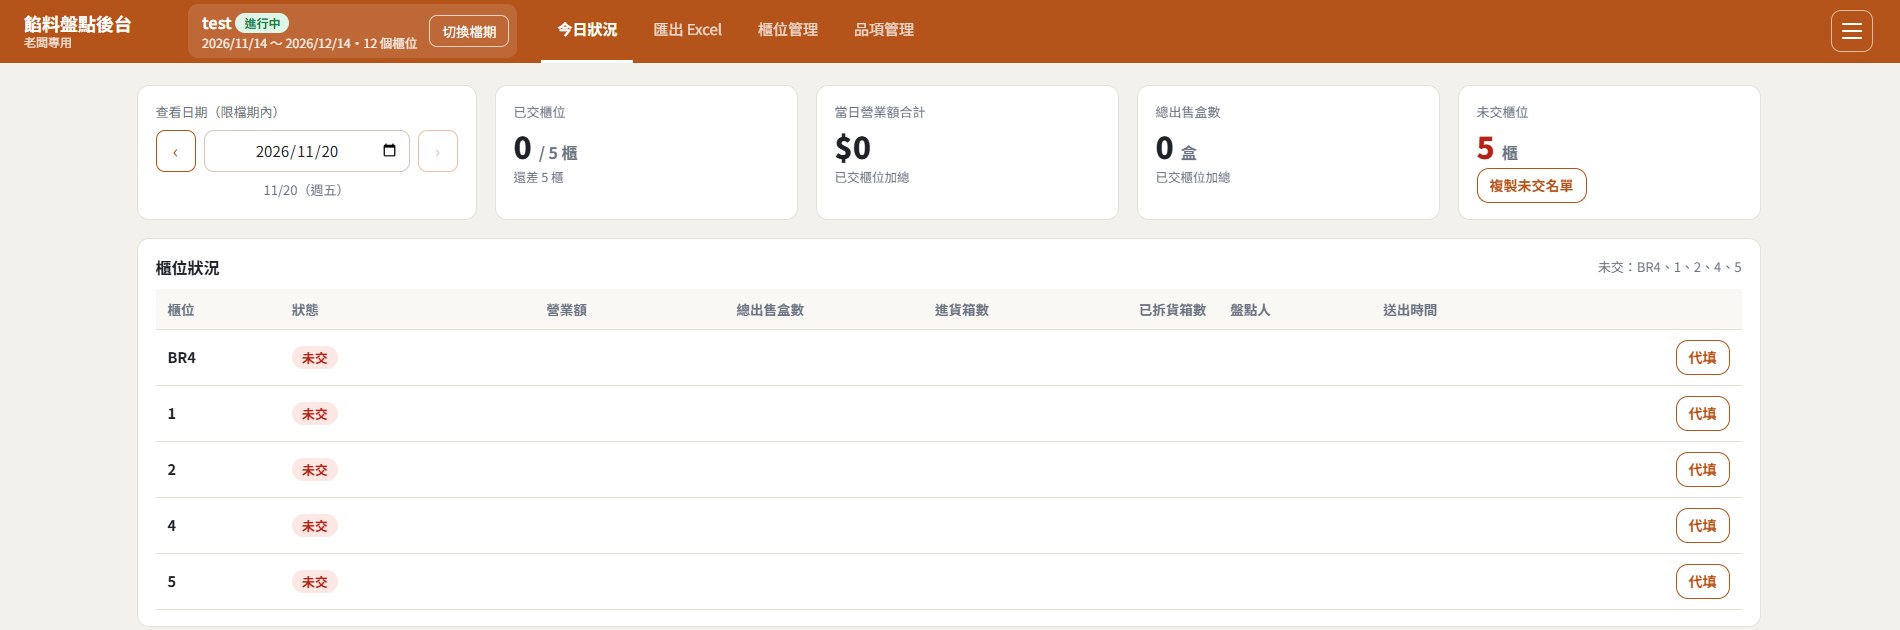 餡料盤點後台
老闆專用
test 進行中
2026/11/14 ～ 2026/12/14・12 個櫃位
切換檔期
今日狀況
匯出 Excel
櫃位管理
品項管理
查看日期（限檔期內）
‹ 2026/11/20 ›
11/20（週五）
已交櫃位
0 / 5 櫃
還差 5 櫃
當日營業額合計
$0
已交櫃位加總
總出售盒數
0 盒
已交櫃位加總
未交櫃位
5 櫃
複製未交名單
櫃位狀況
未交：BR4、1、2、4、5
櫃位 狀態 營業額 總出售盒數 進貨箱數 已拆貨箱數 盤點人 送出時間
BR4 未交 代填
1 未交 代填
2 未交 代填
4 未交 代填
5 未交 代填